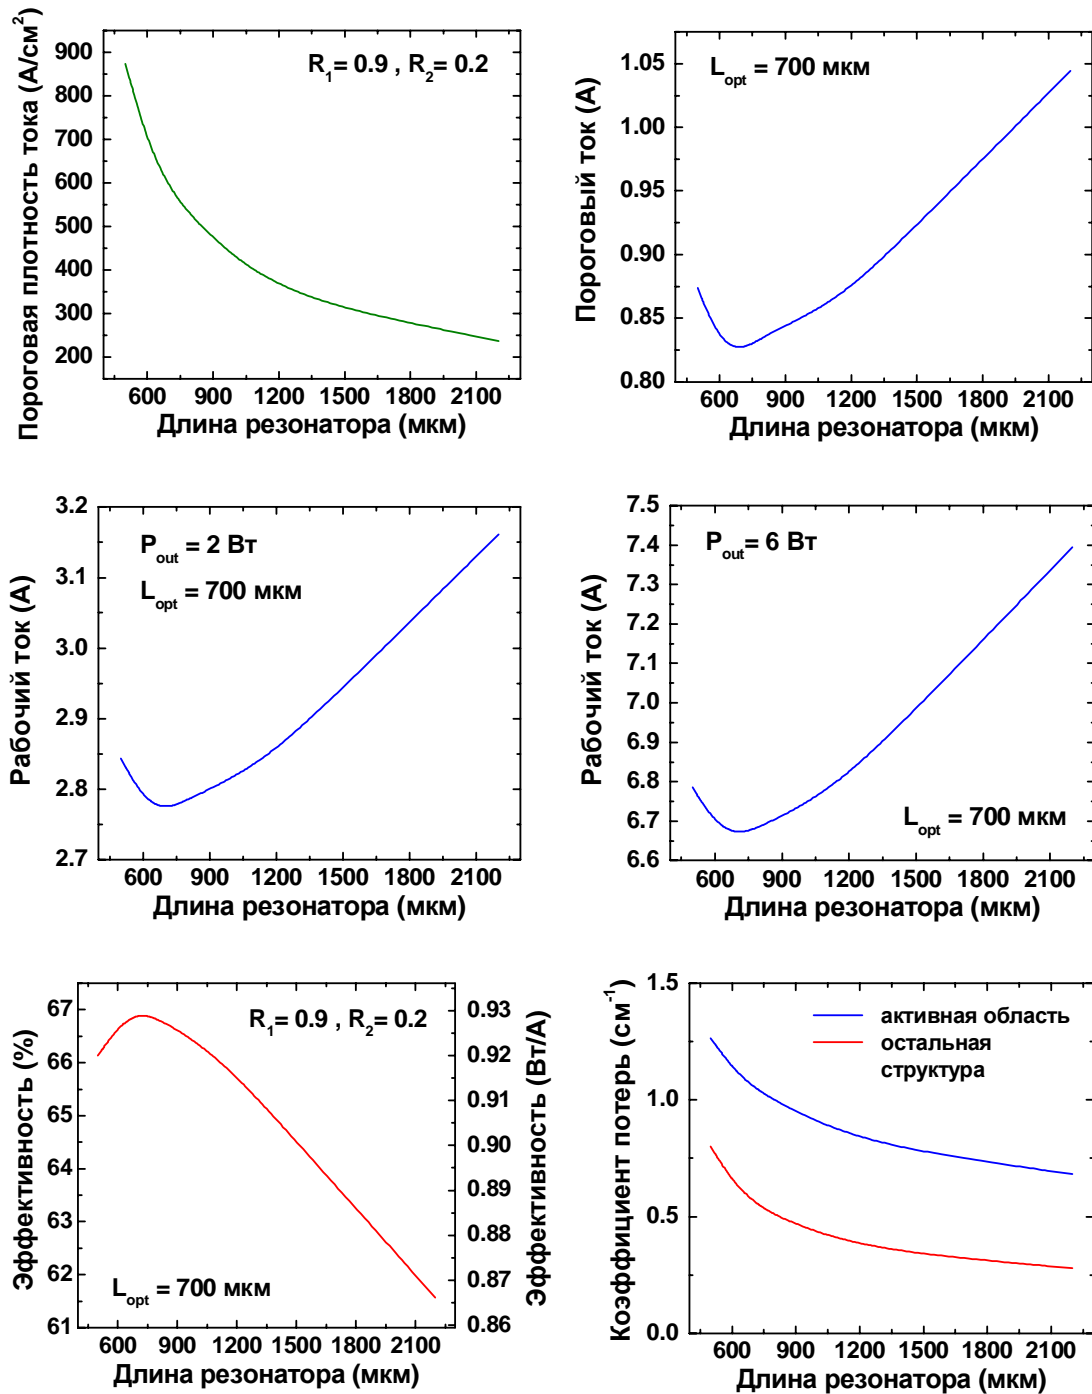 Пороговая плотность тока (А/см²)
900
800
700
600
500
400
300
200
R₁= 0.9 , R₂= 0.2
600 900 1200 1500 1800 2100
Длина резонатора (мкм)
Пороговый ток (А)
1.05
1.00
0.95
0.90
0.85
0.80
Lopt = 700 мкм
600 900 1200 1500 1800 2100
Длина резонатора (мкм)
Рабочий ток (А)
3.2
3.1
3.0
2.9
2.8
2.7
Pout = 2 Вт
Lopt = 700 мкм
600 900 1200 1500 1800 2100
Длина резонатора (мкм)
Рабочий ток (А)
7.5
7.4
7.3
7.2
7.1
7.0
6.9
6.8
6.7
6.6
Pout= 6 Вт
Lopt = 700 мкм
600 900 1200 1500 1800 2100
Длина резонатора (мкм)
Эффективность (%)
67
66
65
64
63
62
61
R₁= 0.9 , R₂= 0.2
Lopt = 700 мкм
0.93
0.92
0.91
0.90
0.89
0.88
0.87
0.86
Эффективность (Вт/А)
600 900 1200 1500 1800 2100
Длина резонатора (мкм)
Коэффициент потерь (см⁻¹)
1.5
1.0
0.5
0.0
активная область
остальная
структура
600 900 1200 1500 1800 2100
Длина резонатора (мкм)